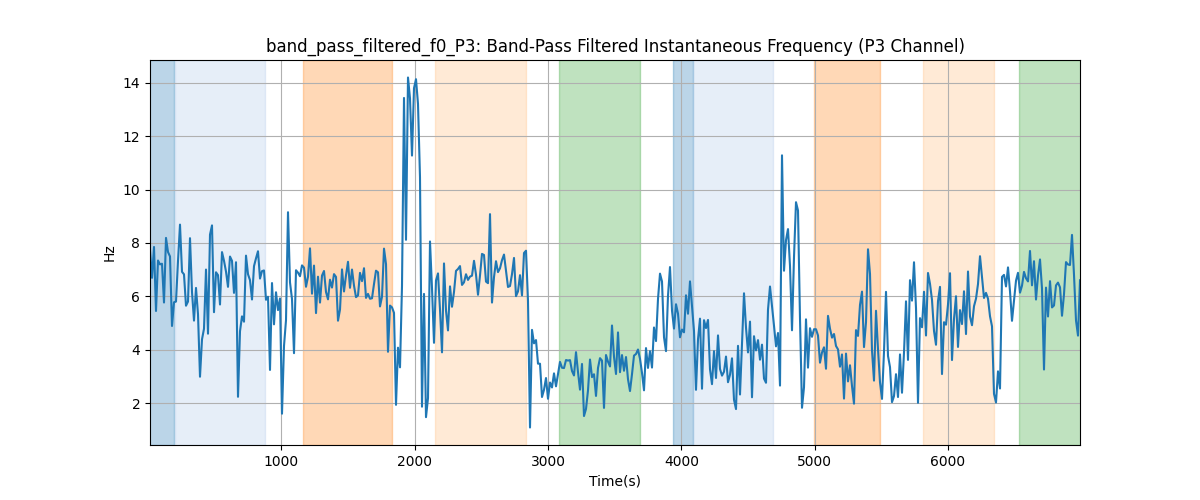 band_pass_filtered_f0_P3: Band-Pass Filtered Instantaneous Frequency (P3 Channel)
14
12
10
8
6
4
2
Hz
1000 2000 3000 4000 5000 6000
Time(s)